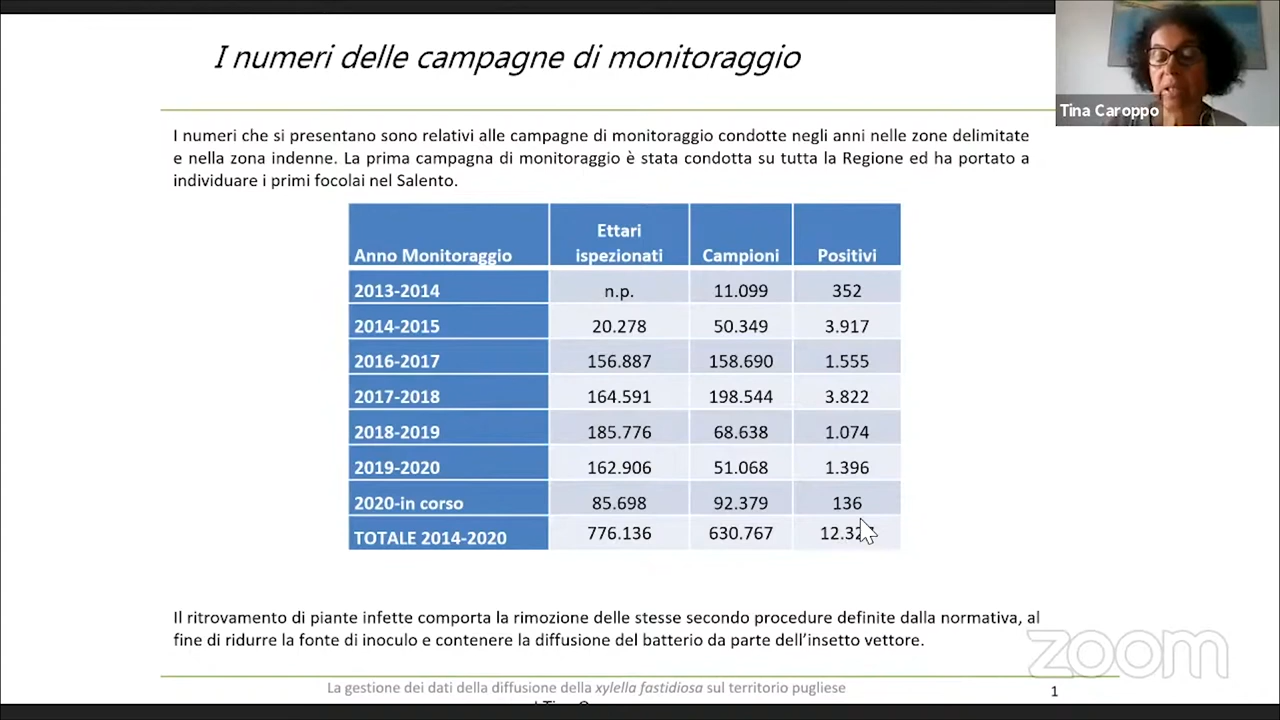 I numeri delle campagne di monitoraggio
Tina Caroppo
I numeri che si presentano sono relativi alle campagne di monitoraggio condotte negli anni nelle zone delimitate
e nella zona indenne. La prima campagna di monitoraggio è stata condotta su tutta la Regione ed ha portato a
individuare i primi focolai nel Salento.
Anno Monitoraggio Ettari ispezionati Campioni Positivi
2013-2014 n.p. 11.099 352
2014-2015 20.278 50.349 3.917
2016-2017 156.887 158.690 1.555
2017-2018 164.591 198.544 3.822
2018-2019 185.776 68.638 1.074
2019-2020 162.906 51.068 1.396
2020-in corso 85.698 92.379 136
TOTALE 2014-2020 776.136 630.767
Il ritrovamento di piante infette comporta la rimozione delle stesse secondo procedure definite dalla normativa, al
fine di ridurre la fonte di inoculo e contenere la diffusione del batterio da parte dell'insetto vettore.
zoom
La gestione dei dati della diffusione della xylella fastidiosa sul territorio pugliese
1